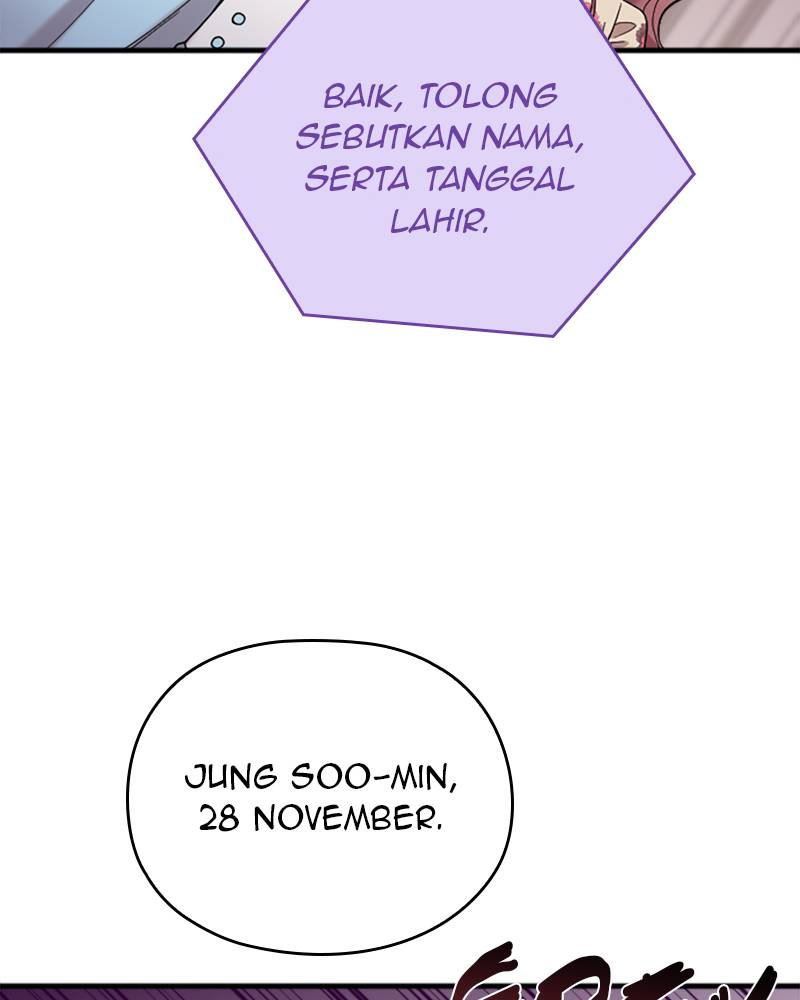 BAIK, TOLONG
SEBUTKAN NAMA,
SERTA TANGGAL
LAHIR.
JUNG SOO-MIN,
28 NOVEMBER.